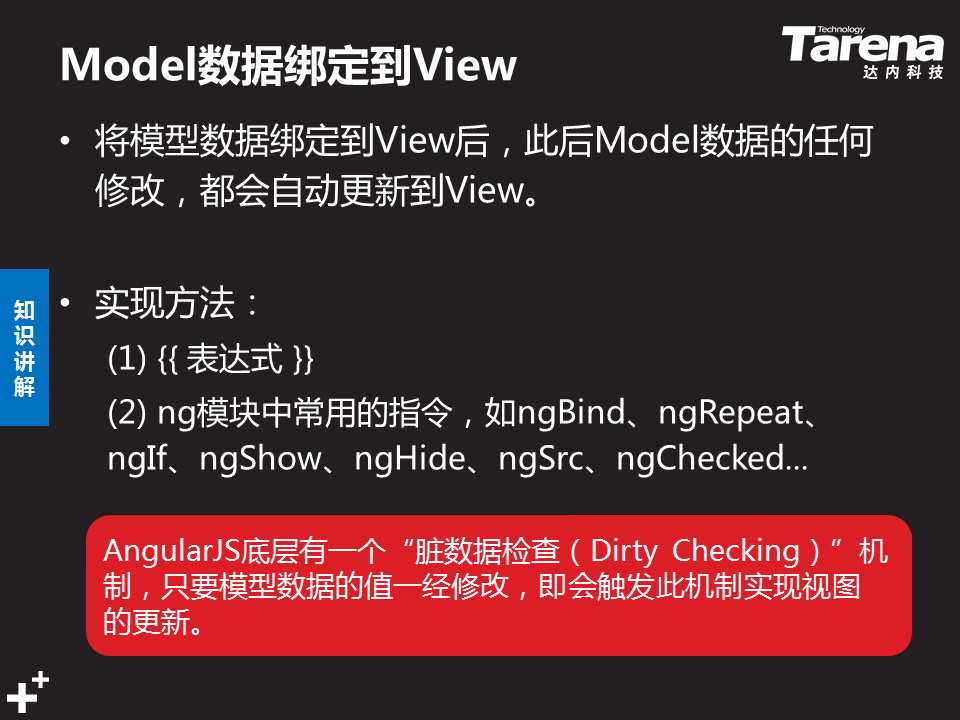 Model数据绑定到View
Technology
Tarena
达内科技
• 将模型数据绑定到View后，此后Model数据的任何
修改，都会自动更新到View。
知识讲解
• 实现方法：
(1) {{ 表达式 }}
(2) ng模块中常用的指令，如ngBind、ngRepeat、
ngIf、ngShow、ngHide、ngSrc、ngChecked...
AngularJS底层有一个“脏数据检查（Dirty Checking）”机
制，只要模型数据的值一经修改，即会触发此机制实现视图
的更新。